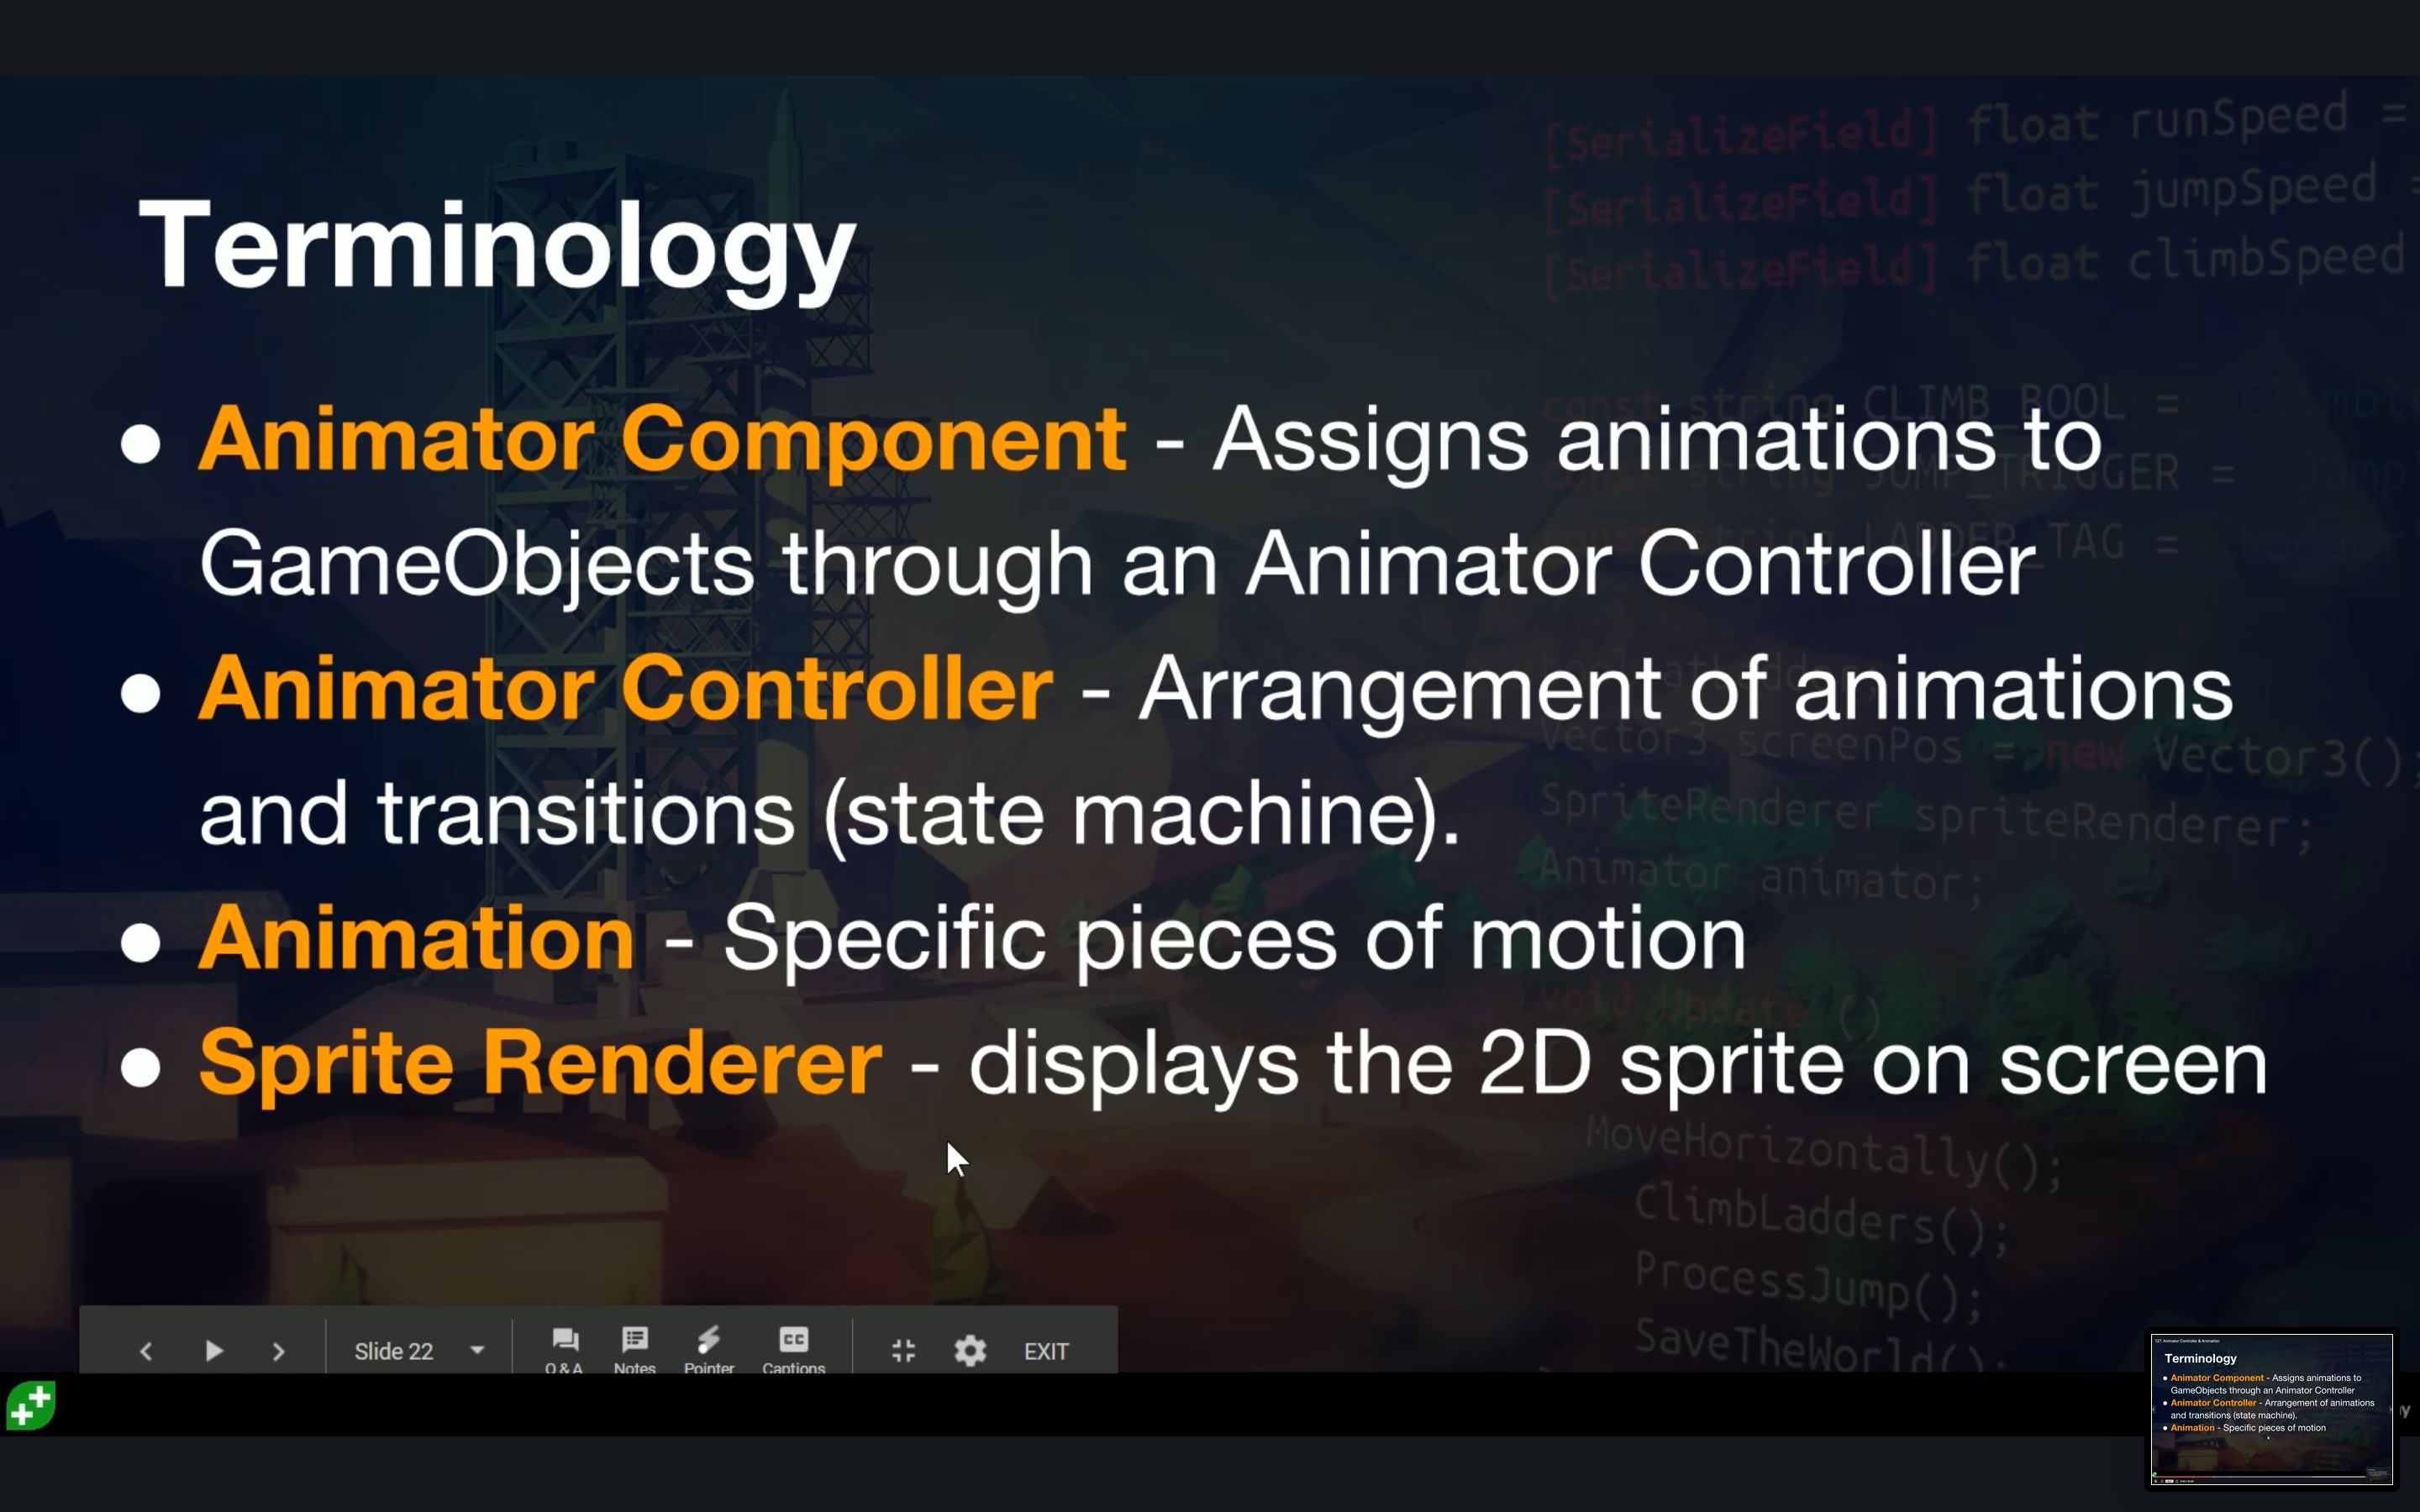 [SerializeField] float runSpeed =
[SerializeField] float jumpSpeed =
[SerializeField] float climbSpeed
Terminology
const string CLIMB_BOOL =
● Animator Component - Assigns animations to
const string JUMP_TRIGGER =
const string LADDER_TAG =
GameObjects through an Animator Controller
● Animator Controller - Arrangement of animations
Vector3 screenPos = new Vector3();
and transitions (state machine).
SpriteRenderer spriteRenderer;
Animator animator;
● Animation - Specific pieces of motion
void Update ()
● Sprite Renderer - displays the 2D sprite on screen
MoveHorizontally();
ClimbLadders();
ProcessJump();
SaveTheWorld();
Slide 22
Q & A Notes Pointer Captions EXIT
CC
127. Animator Controller & Animation
Terminology
● Animator Component - Assigns animations to
GameObjects through an Animator Controller
● Animator Controller - Arrangement of animations
and transitions (state machine).
● Animation - Specific pieces of motion